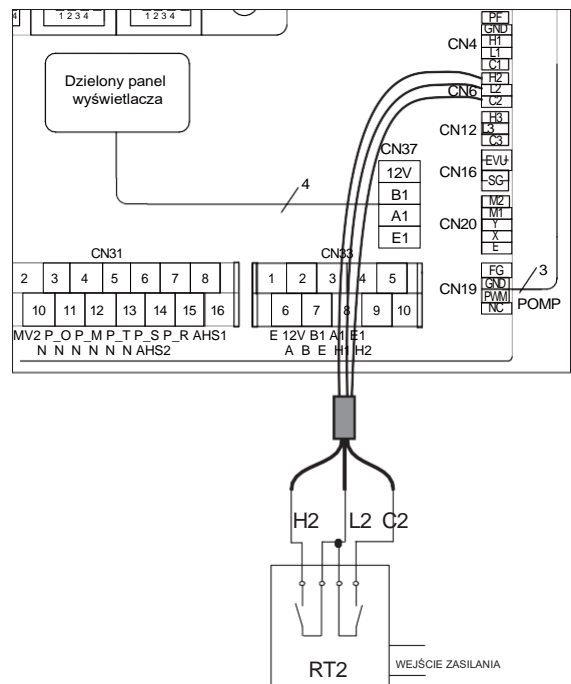 1 2 3 4
1 2 3 4
PF
GND
CN4
H1
L1
C1
Dzielony panel
wyświetlacza
H2
CN6
L2
C2
CN12
H3
L3
C3
CN37
CN16
EVU
SG
12V
B1
A1
E1
4
CN20
M2
M1
Y
X
E
CN31
CN33
2 3 4 5 6 7 8
1 2 3 4 5
CN19
FG
GND
PWM
NC
3
POMP
10 11 12 13 14 15 16
6 7 8 9 10
MV2 P_O P_M P_T P_S P_R AHS1
N N N N N AHS2
E 12V B1 A1 E1
A B E H1 H2
H2 L2 C2
RT2
WEJŚCIE ZASILANIA